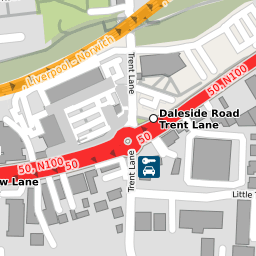 Liverpool - Norwich
Trent Lane
50, N100
Daleside Road
Trent Lane
50
50, N100
50
w Lane
Trent Lane
Little T